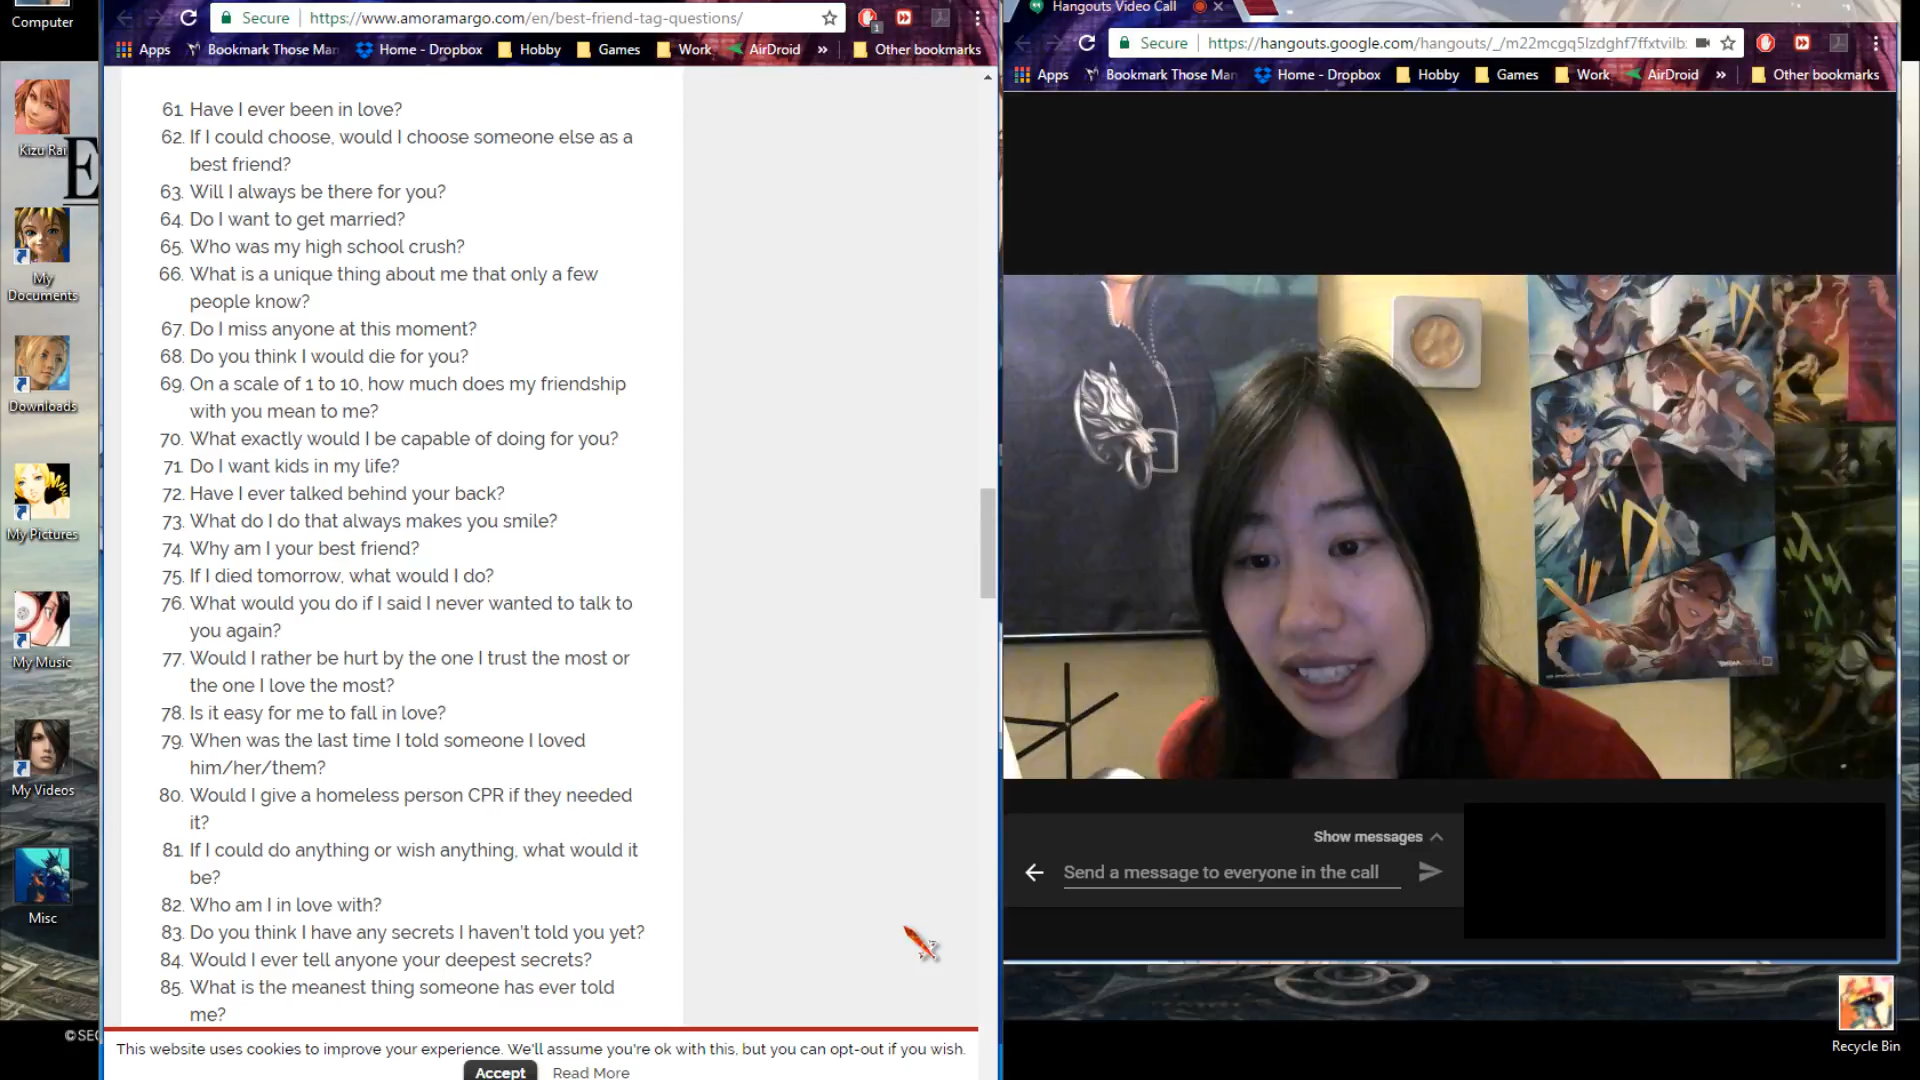 Computer
Kizu Rai
E
My
Documents
Downloads
My Pictures
My Music
My Videos
Misc
© SE
Secure
https://www.amoramargo.com/en/best-friend-tag-questions/
1
Apps
Bookmark Those Man
Home - Dropbox
Hobby
Games
Work
AirDroid
»
Other bookmarks
61. Have I ever been in love?
62. If I could choose, would I choose someone else as a
best friend?
63. Will I always be there for you?
64. Do I want to get married?
65. Who was my high school crush?
66. What is a unique thing about me that only a few
people know?
67. Do I miss anyone at this moment?
68. Do you think I would die for you?
69. On a scale of 1 to 10, how much does my friendship
with you mean to me?
70. What exactly would I be capable of doing for you?
71. Do I want kids in my life?
72. Have I ever talked behind your back?
73. What do I do that always makes you smile?
74. Why am I your best friend?
75. If I died tomorrow, what would I do?
76. What would you do if I said I never wanted to talk to
you again?
77. Would I rather be hurt by the one I trust the most or
the one I love the most?
78. Is it easy for me to fall in love?
79. When was the last time I told someone I loved
him/her/them?
80. Would I give a homeless person CPR if they needed
it?
81. If I could do anything or wish anything, what would it
be?
82. Who am I in love with?
83. Do you think I have any secrets I haven't told you yet?
84. Would I ever tell anyone your deepest secrets?
85. What is the meanest thing someone has ever told
me?
This website uses cookies to improve your experience. We'll assume you're ok with this, but you can opt-out if you wish.
Accept
Read More
Hangouts Video Call
Secure
https://hangouts.google.com/hangouts/_/m22mcgq5lzdghf7ffxtvilb
Apps
Bookmark Those Man
Home - Dropbox
Hobby
Games
Work
AirDroid
»
Other bookmarks
Show messages
Send a message to everyone in the call
Recycle Bin